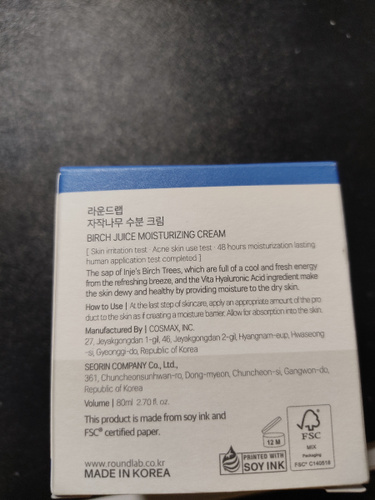 라운드랩
자작나무 수분 크림
BIRCH JUICE MOISTURIZING CREAM
[ Skin irritation test · Acne skin use test · 48 hours moisturization lasting
human application test completed ]
The sap of Inje's Birch Trees, which are full of a cool and fresh energy
from the refreshing breeze, and the Vita Hyaluronic Acid ingredient make
the skin dewy and healthy by providing moisture to the dry skin.
How to Use | At the last step of skincare, apply an appropriate amount of the pro
duct to the skin as if creating a moisture barrier. Allow for absorption into the skin.
Manufactured By | COSMAX, INC.
27, Jeyakgongdan 1-gil, 46, Jeyakgongdan 2-gil, Hyangnam-eup, Hwaseong
-si, Gyeonggi-do, Republic of Korea
SEORIN COMPANY Co., Ltd.,
361, Chuncheonsunhwan-ro, Dong-myeon, Chuncheon-si, Gangwon-do,
Republic of Korea
Volume | 80ml 2.70 fl. oz.
This product is made from soy ink and
FSC® certified paper.
www.roundlab.co.kr
MADE IN KOREA
12 M
PRINTED WITH
SOY INK
FSC
MIX
Packaging
FSC® C140518